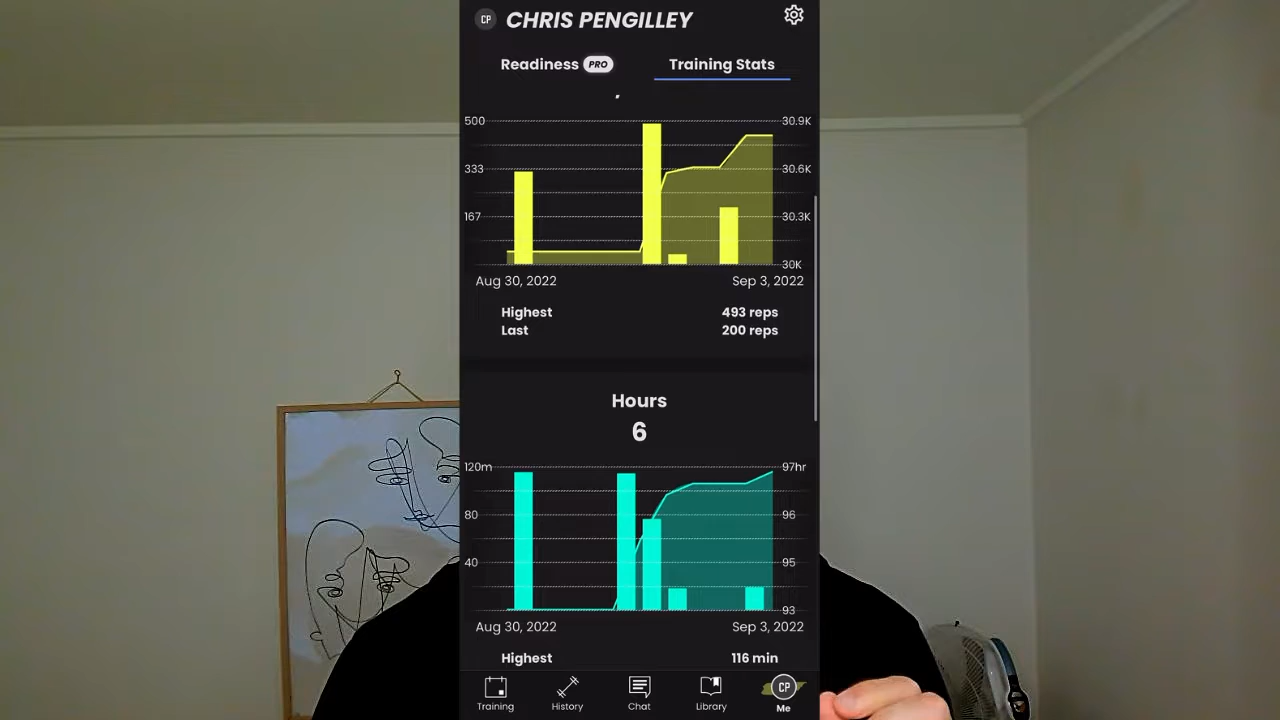 CP CHRIS PENGILLEY
Readiness PRO Training Stats
500 30.9K
333 30.6K
167 30.3K
30K
Aug 30, 2022 Sep 3, 2022
Highest 493 reps
Last 200 reps
Hours
6
120m 97hr
80 96
40 95
93
Aug 30, 2022 Sep 3, 2022
Highest 116 min
Training History Chat Library CP Me